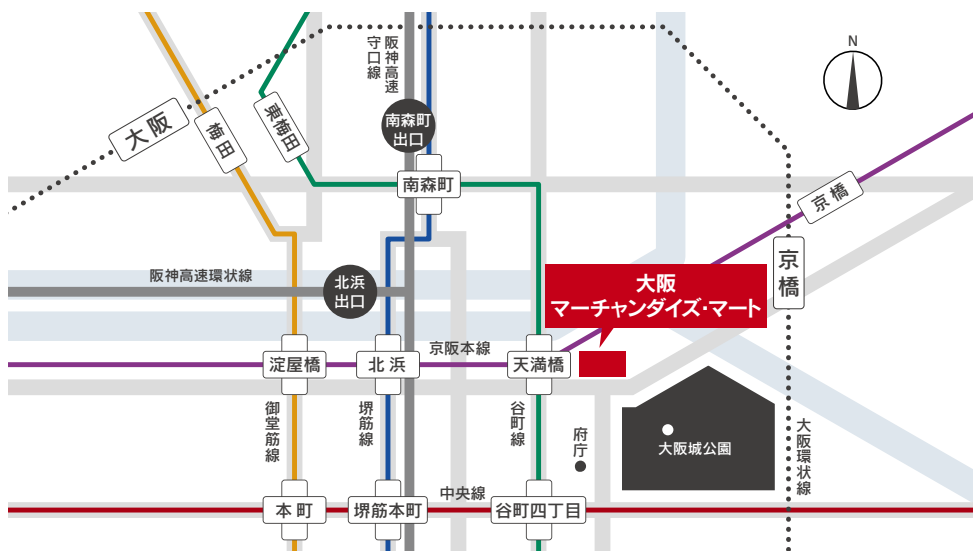 阪神高速
守口線
N
大阪
梅田
東梅田
南森町
出口
南森町
京橋
京橋
阪神高速環状線
北浜
出口
大阪
マーチャンダイズ・マート
京阪本線
淀屋橋
北浜
天満橋
御堂筋線
堺筋線
谷町線
府庁
大阪城公園
大阪環状線
中央線
本町
堺筋本町
谷町四丁目